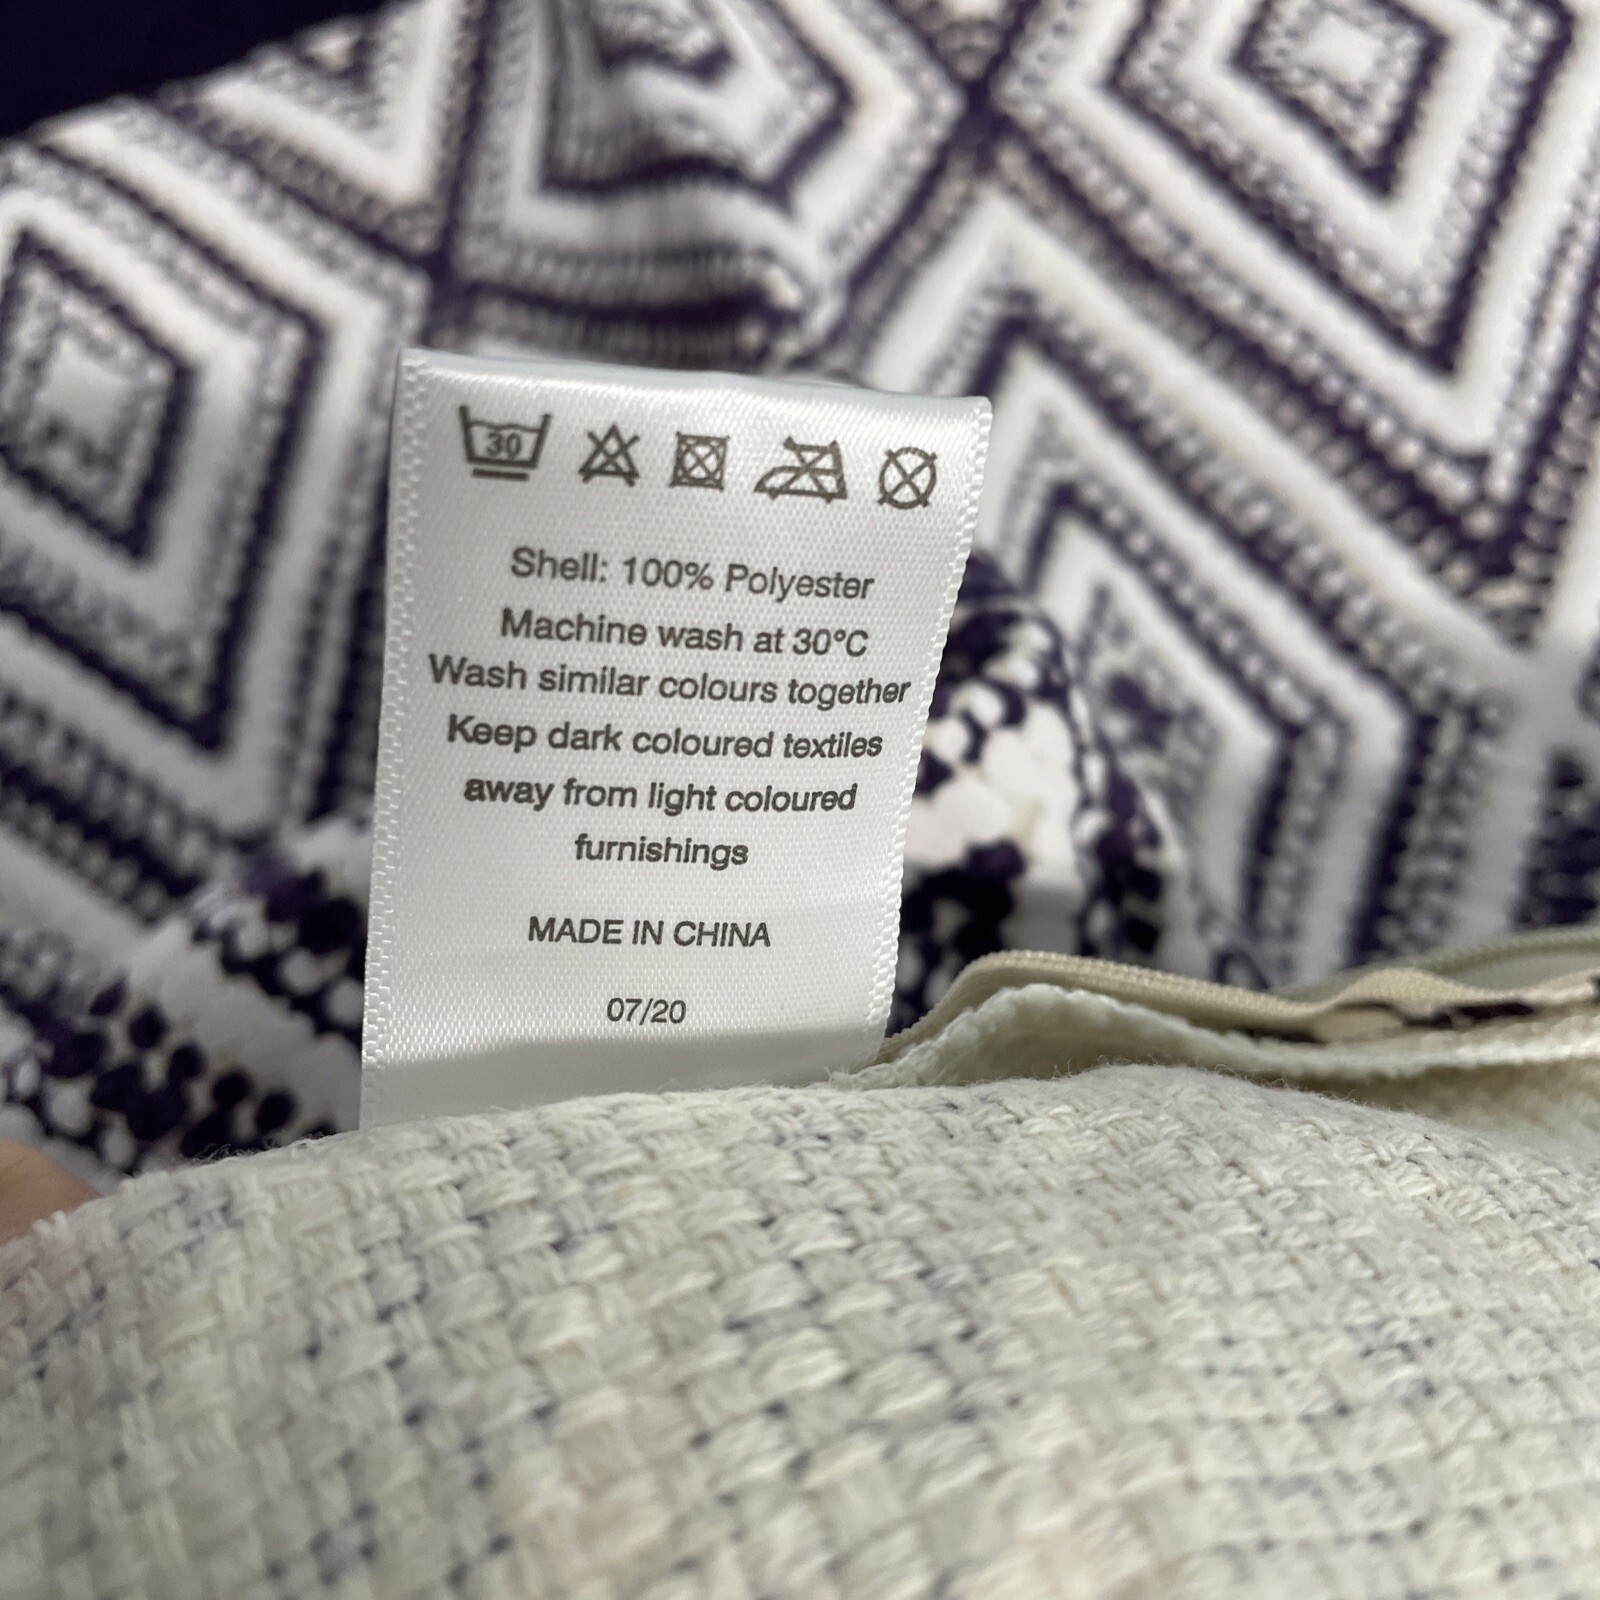 30
Shell: 100% Polyester
Machine wash at 30°C
Wash similar colours together
Keep dark coloured textiles
away from light coloured
furnishings
MADE IN CHINA
07/20